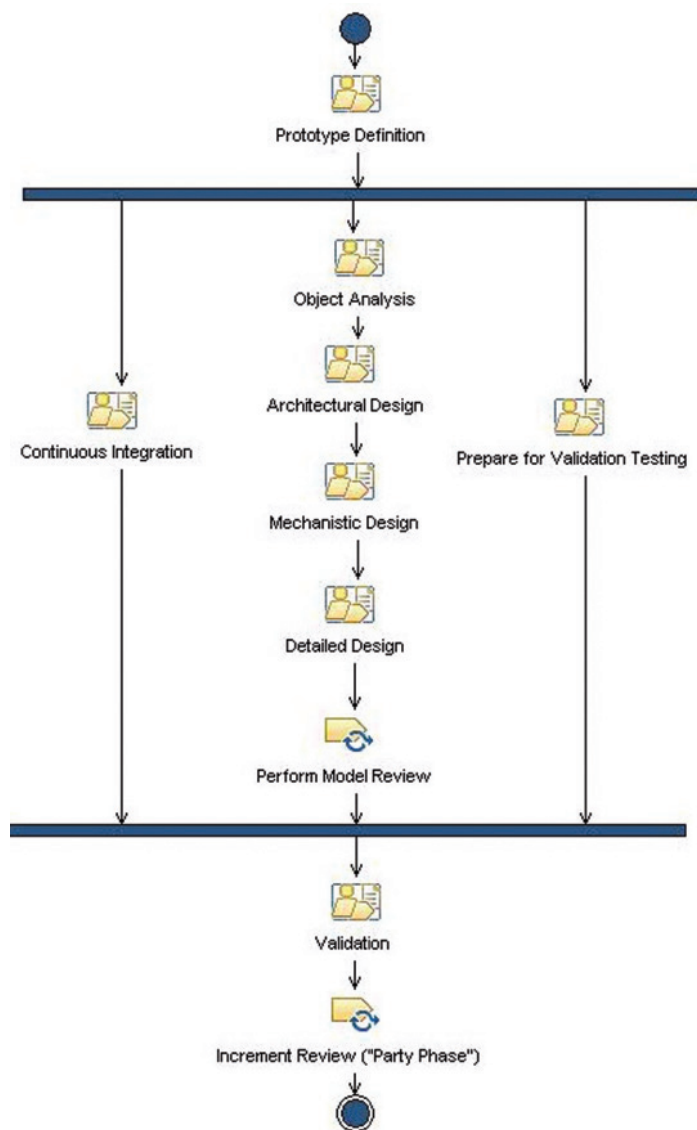 Prototype Definition
Object Analysis
Architectural Design
Continuous Integration
Prepare for Validation Testing
Mechanistic Design
Detailed Design
Perform Model Review
Validation
Increment Review ("Party Phase")